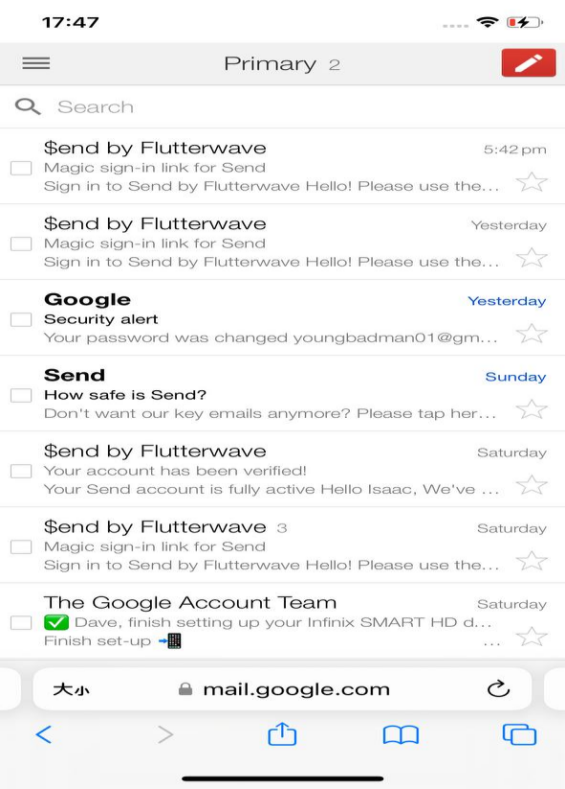 17:47
Primary 2
Search
$end by Flutterwave 5:42 pm
Magic sign-in link for Send
Sign in to Send by Flutterwave Hello! Please use the...
$end by Flutterwave Yesterday
Magic sign-in link for Send
Sign in to Send by Flutterwave Hello! Please use the...
Google Yesterday
Security alert
Your password was changed youngbadman01@gm...
Send Sunday
How safe is Send?
Don't want our key emails anymore? Please tap her...
$end by Flutterwave Saturday
Your account has been verified!
Your Send account is fully active Hello Isaac, We've ...
$end by Flutterwave 3 Saturday
Magic sign-in link for Send
Sign in to Send by Flutterwave Hello! Please use the...
The Google Account Team Saturday
✅ Dave, finish setting up your Infinix SMART HD d...
Finish set-up 📲 ...
大小 mail.google.com